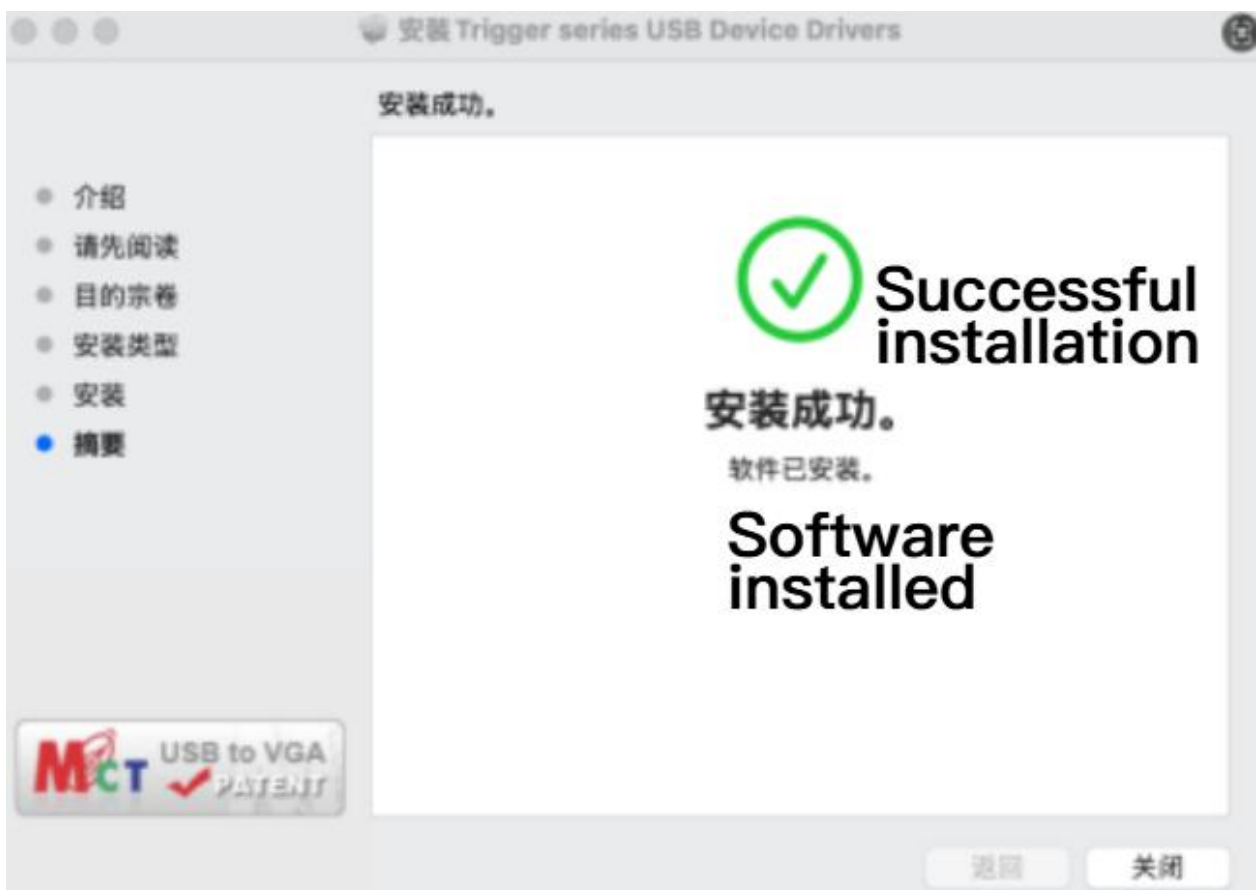 安装 Trigger series USB Device Drivers
安装成功。
介绍
请先阅读
目的宗卷
安装类型
安装
摘要
Successful
installation
安装成功。
软件已安装。
Software
installed
MCT USB to VGA
PATENT
返回
关闭